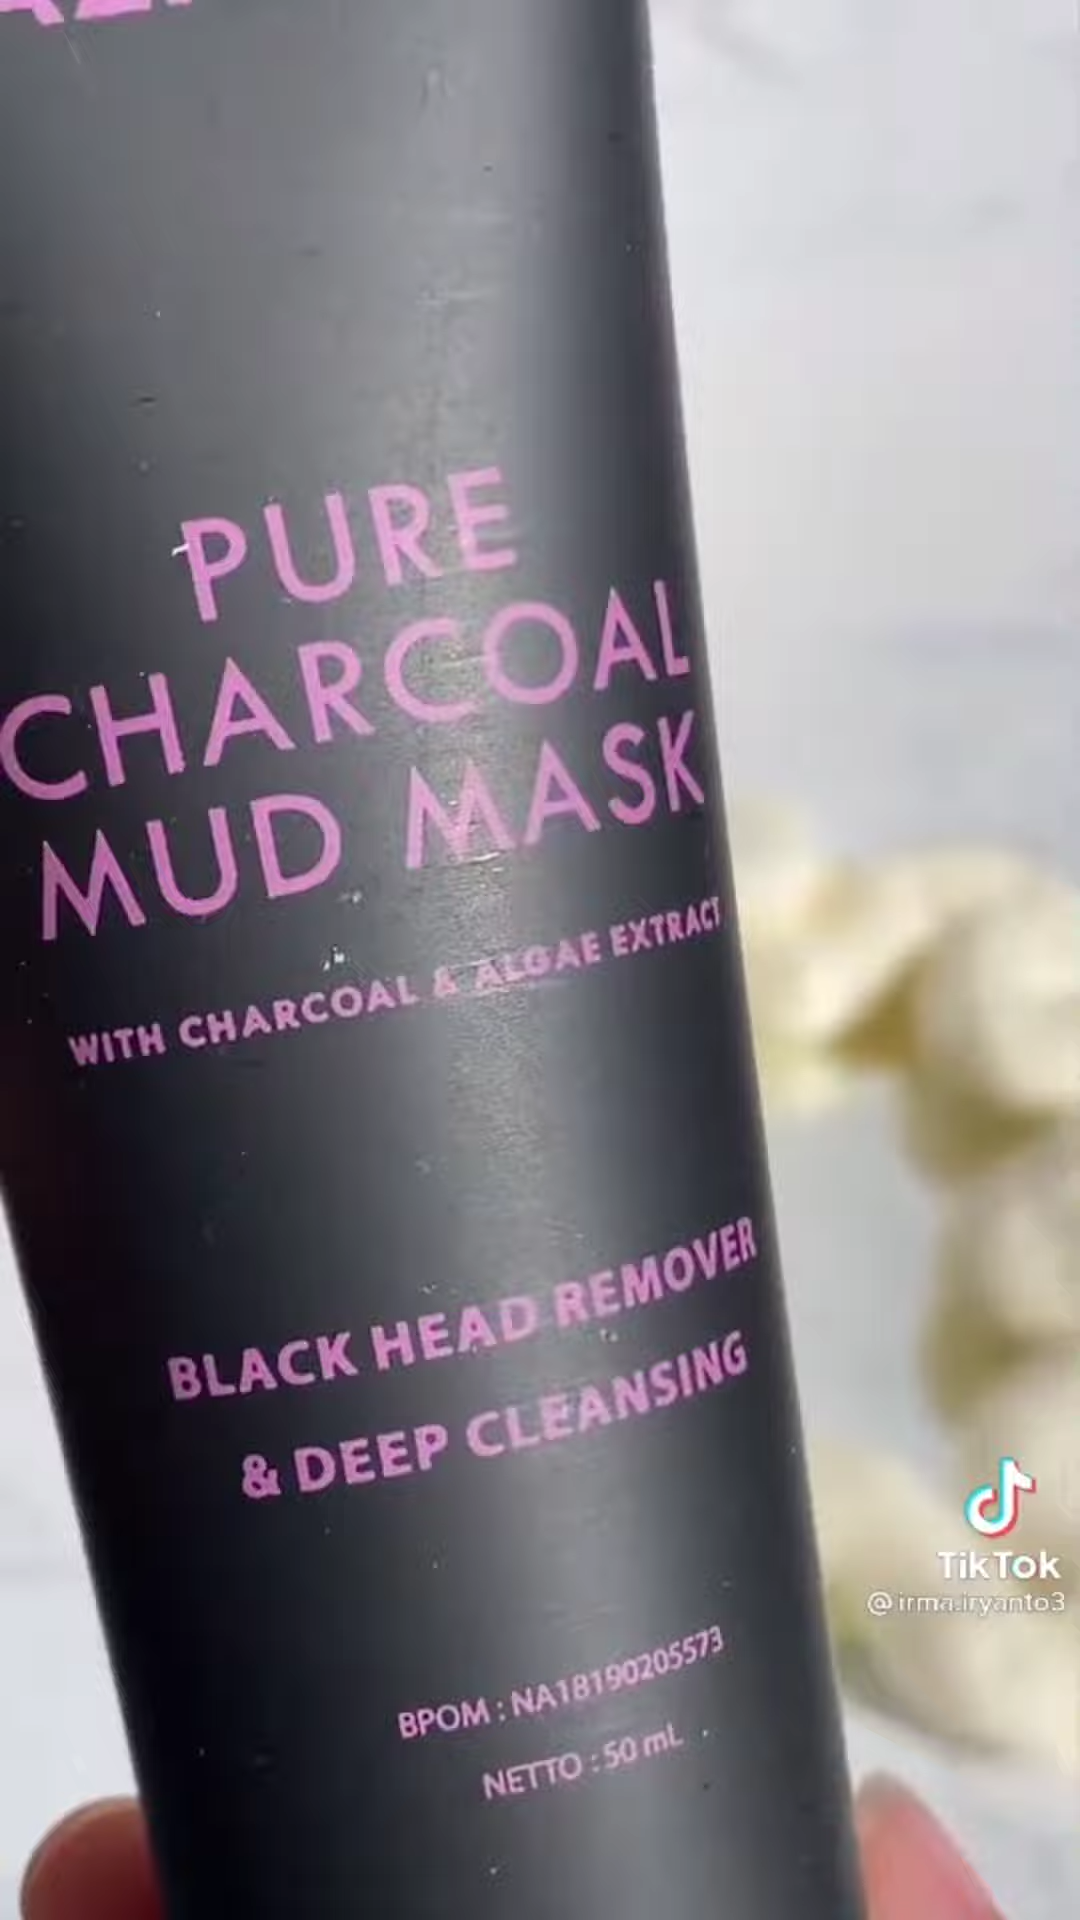 PURE
CHARCOAL
MUD MASK
WITH CHARCOAL & ALGAE EXTRACT
BLACK HEAD REMOVER
& DEEP CLEANSING
BPOM : NA18190205573
NETTO : 50 mL
TikTok
@irma.iryanto3